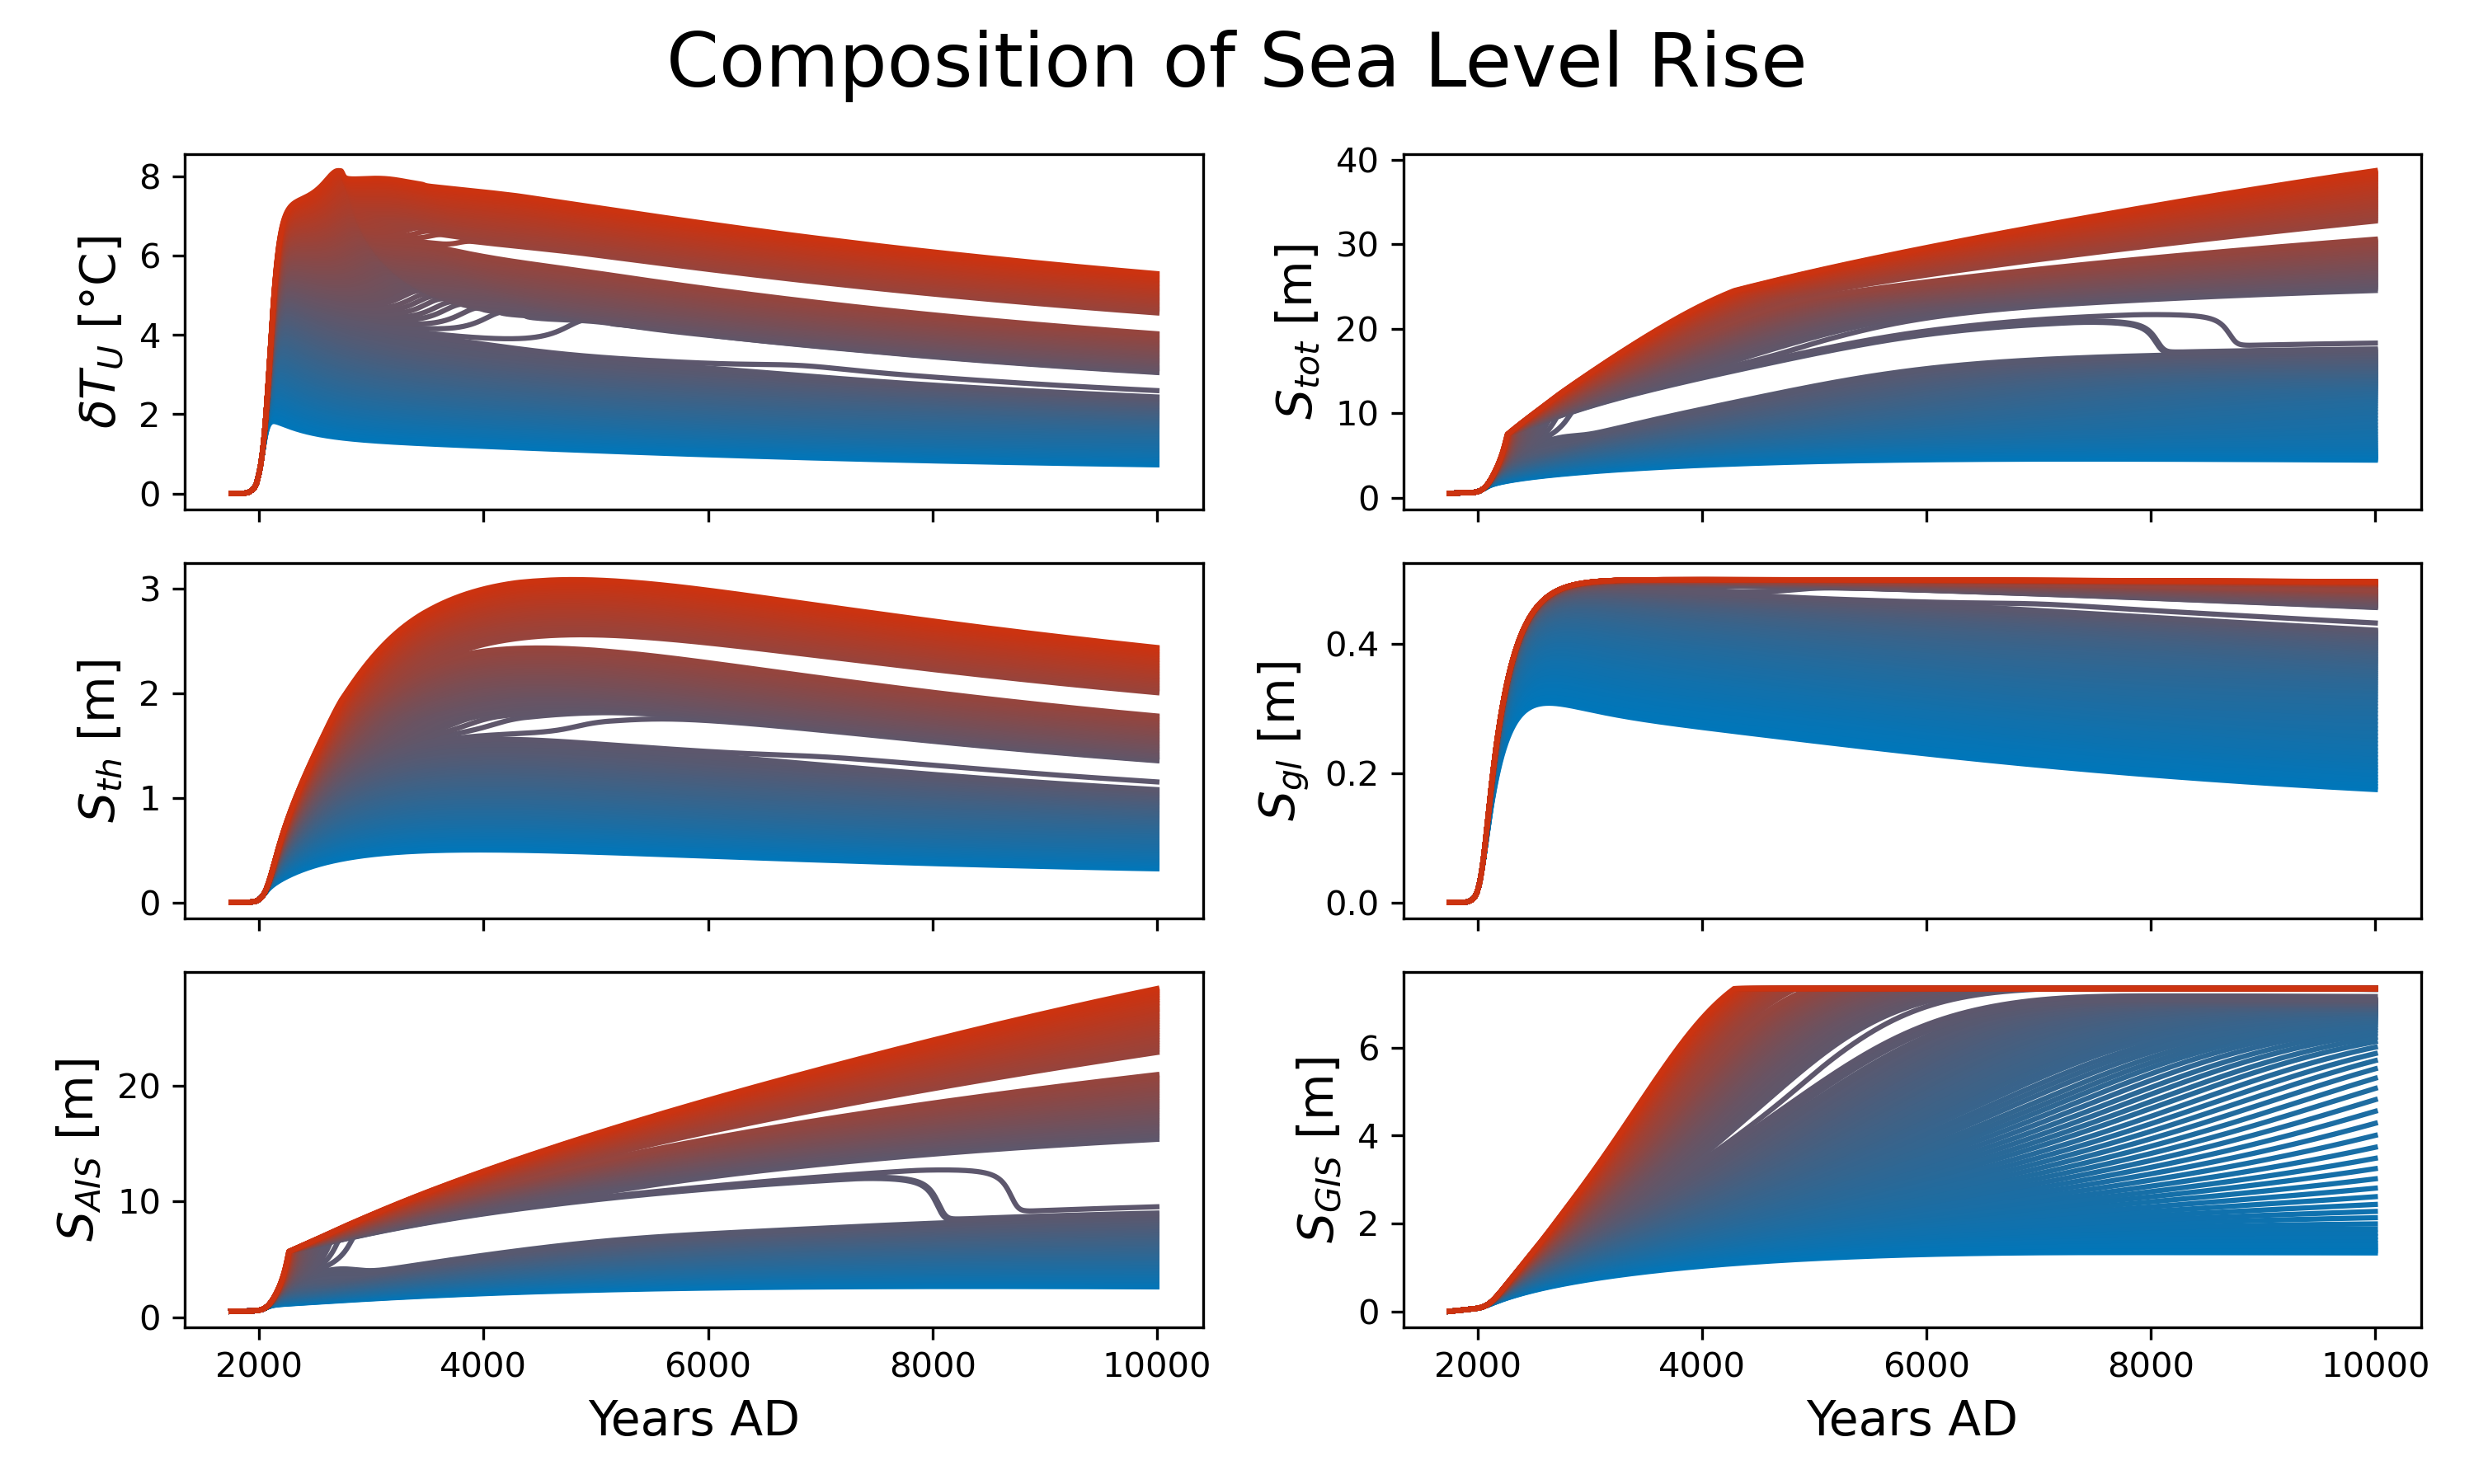 Composition of Sea Level Rise
δT_U [°C]
8
6
4
2
0
S_tot [m]
40
30
20
10
0
S_th [m]
3
2
1
0
S_gl [m]
0.4
0.2
0.0
S_AIS [m]
20
10
0
2000 4000 6000 8000 10000
Years AD
S_GIS [m]
6
4
2
0
2000 4000 6000 8000 10000
Years AD